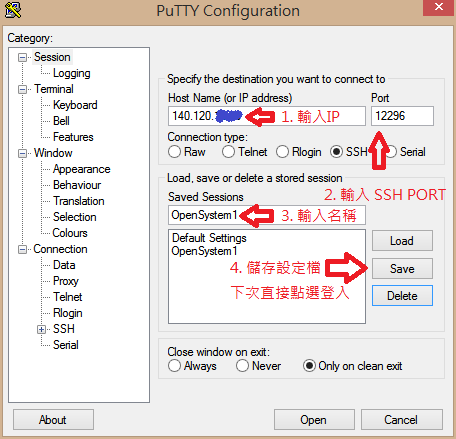 PuTTY Configuration
Category:
Session
Logging
Terminal
Keyboard
Bell
Features
Window
Appearance
Behaviour
Translation
Selection
Colours
Connection
Data
Proxy
Telnet
Rlogin
SSH
Serial
Specify the destination you want to connect to
Host Name (or IP address) Port
140.120. 1. 輸入IP 12296
Connection type:
Raw Telnet Rlogin SSH Serial
Load, save or delete a stored session
Saved Sessions 2. 輸入 SSH PORT
OpenSystem1 3. 輸入名稱
Default Settings Load
OpenSystem1
4. 儲存設定檔 Save
下次直接點選登入 Delete
Close window on exit:
Always Never Only on clean exit
About Open Cancel